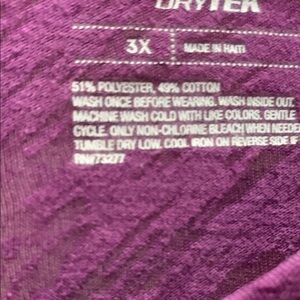 DRYTEK
3X MADE IN HAITI
51% POLYESTER, 49% COTTON
WASH ONCE BEFORE WEARING. WASH INSIDE OUT.
MACHINE WASH COLD WITH LIKE COLORS. GENTLE
CYCLE. ONLY NON-CHLORINE BLEACH WHEN NEEDED
TUMBLE DRY LOW. COOL IRON ON REVERSE SIDE IF
RN#73277